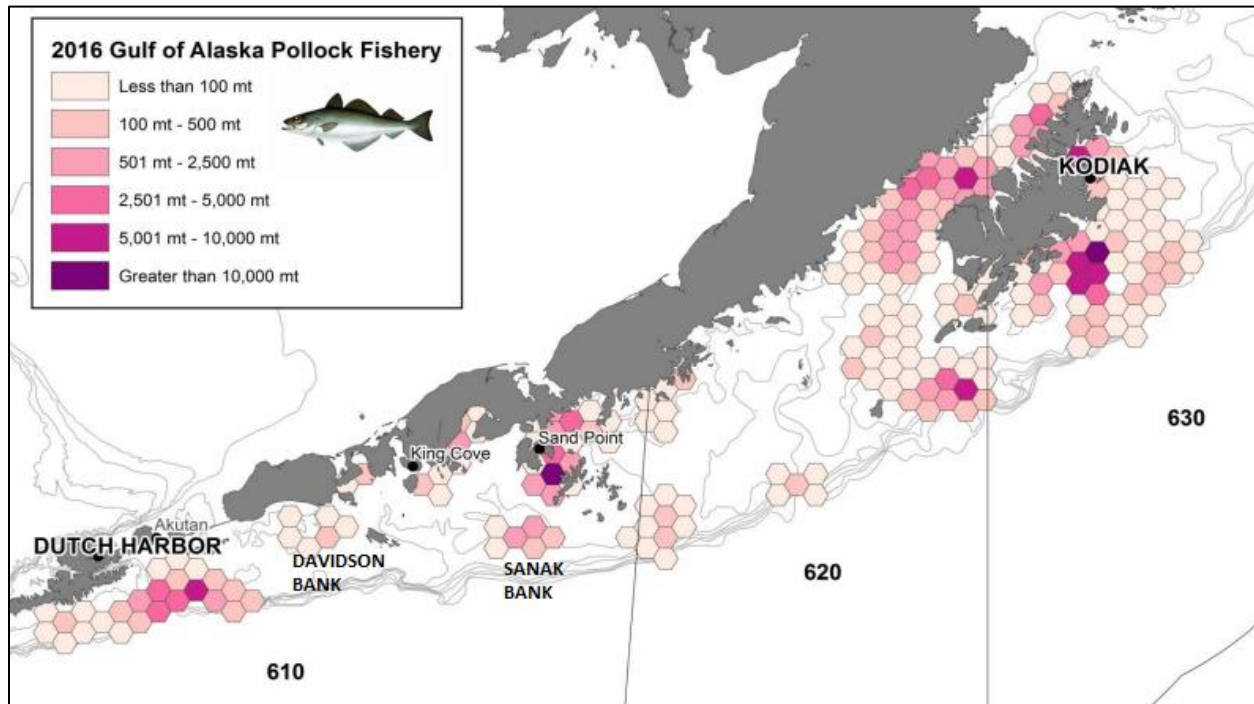 2016 Gulf of Alaska Pollock Fishery
Less than 100 mt
100 mt - 500 mt
501 mt - 2,500 mt
2,501 mt - 5,000 mt
5,001 mt - 10,000 mt
Greater than 10,000 mt
KODIAK
630
Sand Point
King Cove
Akutan
DUTCH HARBOR
DAVIDSON
BANK
SANAK
BANK
620
610